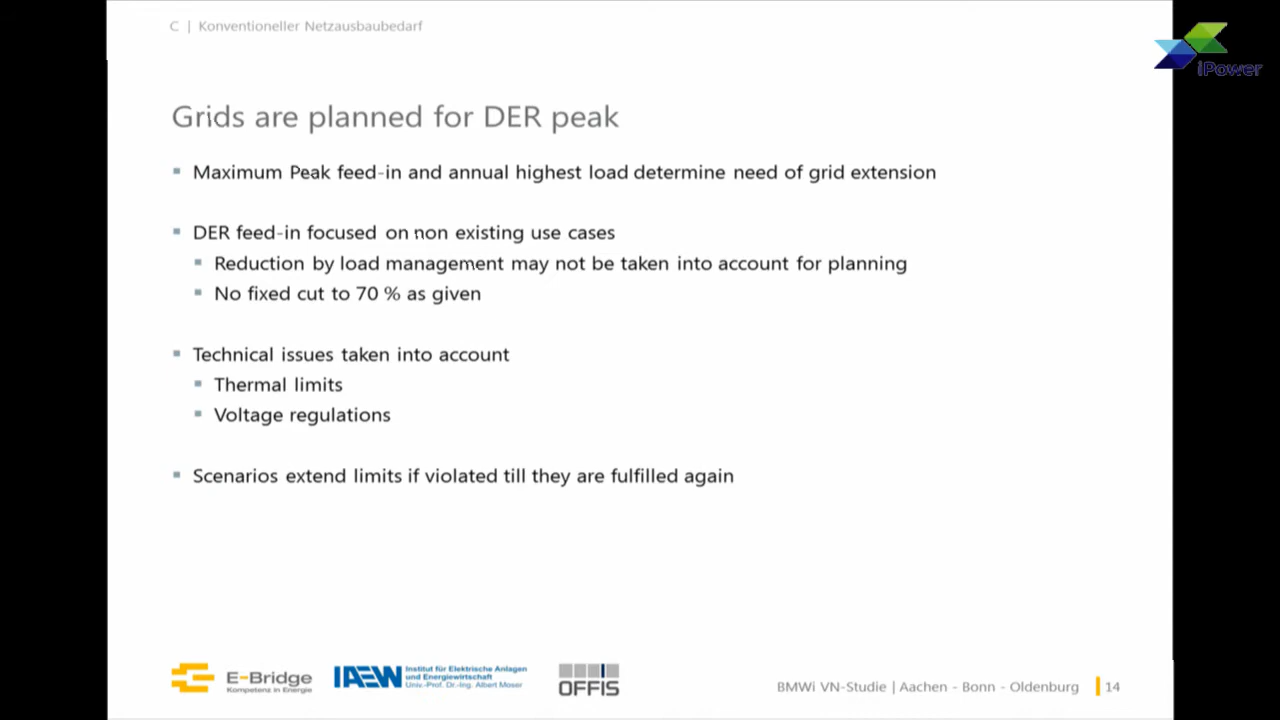 C | Konventioneller Netzausbaubedarf
iPower
Grids are planned for DER peak
Maximum Peak feed-in and annual highest load determine need of grid extension
DER feed-in focused on non existing use cases
Reduction by load management may not be taken into account for planning
No fixed cut to 70 % as given
Technical issues taken into account
Thermal limits
Voltage regulations
Scenarios extend limits if violated till they are fulfilled again
E-Bridge
Kompetenz in Energie
IAEW
Institut für Elektrische Anlagen
und Energiewirtschaft
Univ.-Prof. Dr.-Ing. Albert Moser
OFFIS
BMWi VN-Studie | Aachen - Bonn - Oldenburg
14